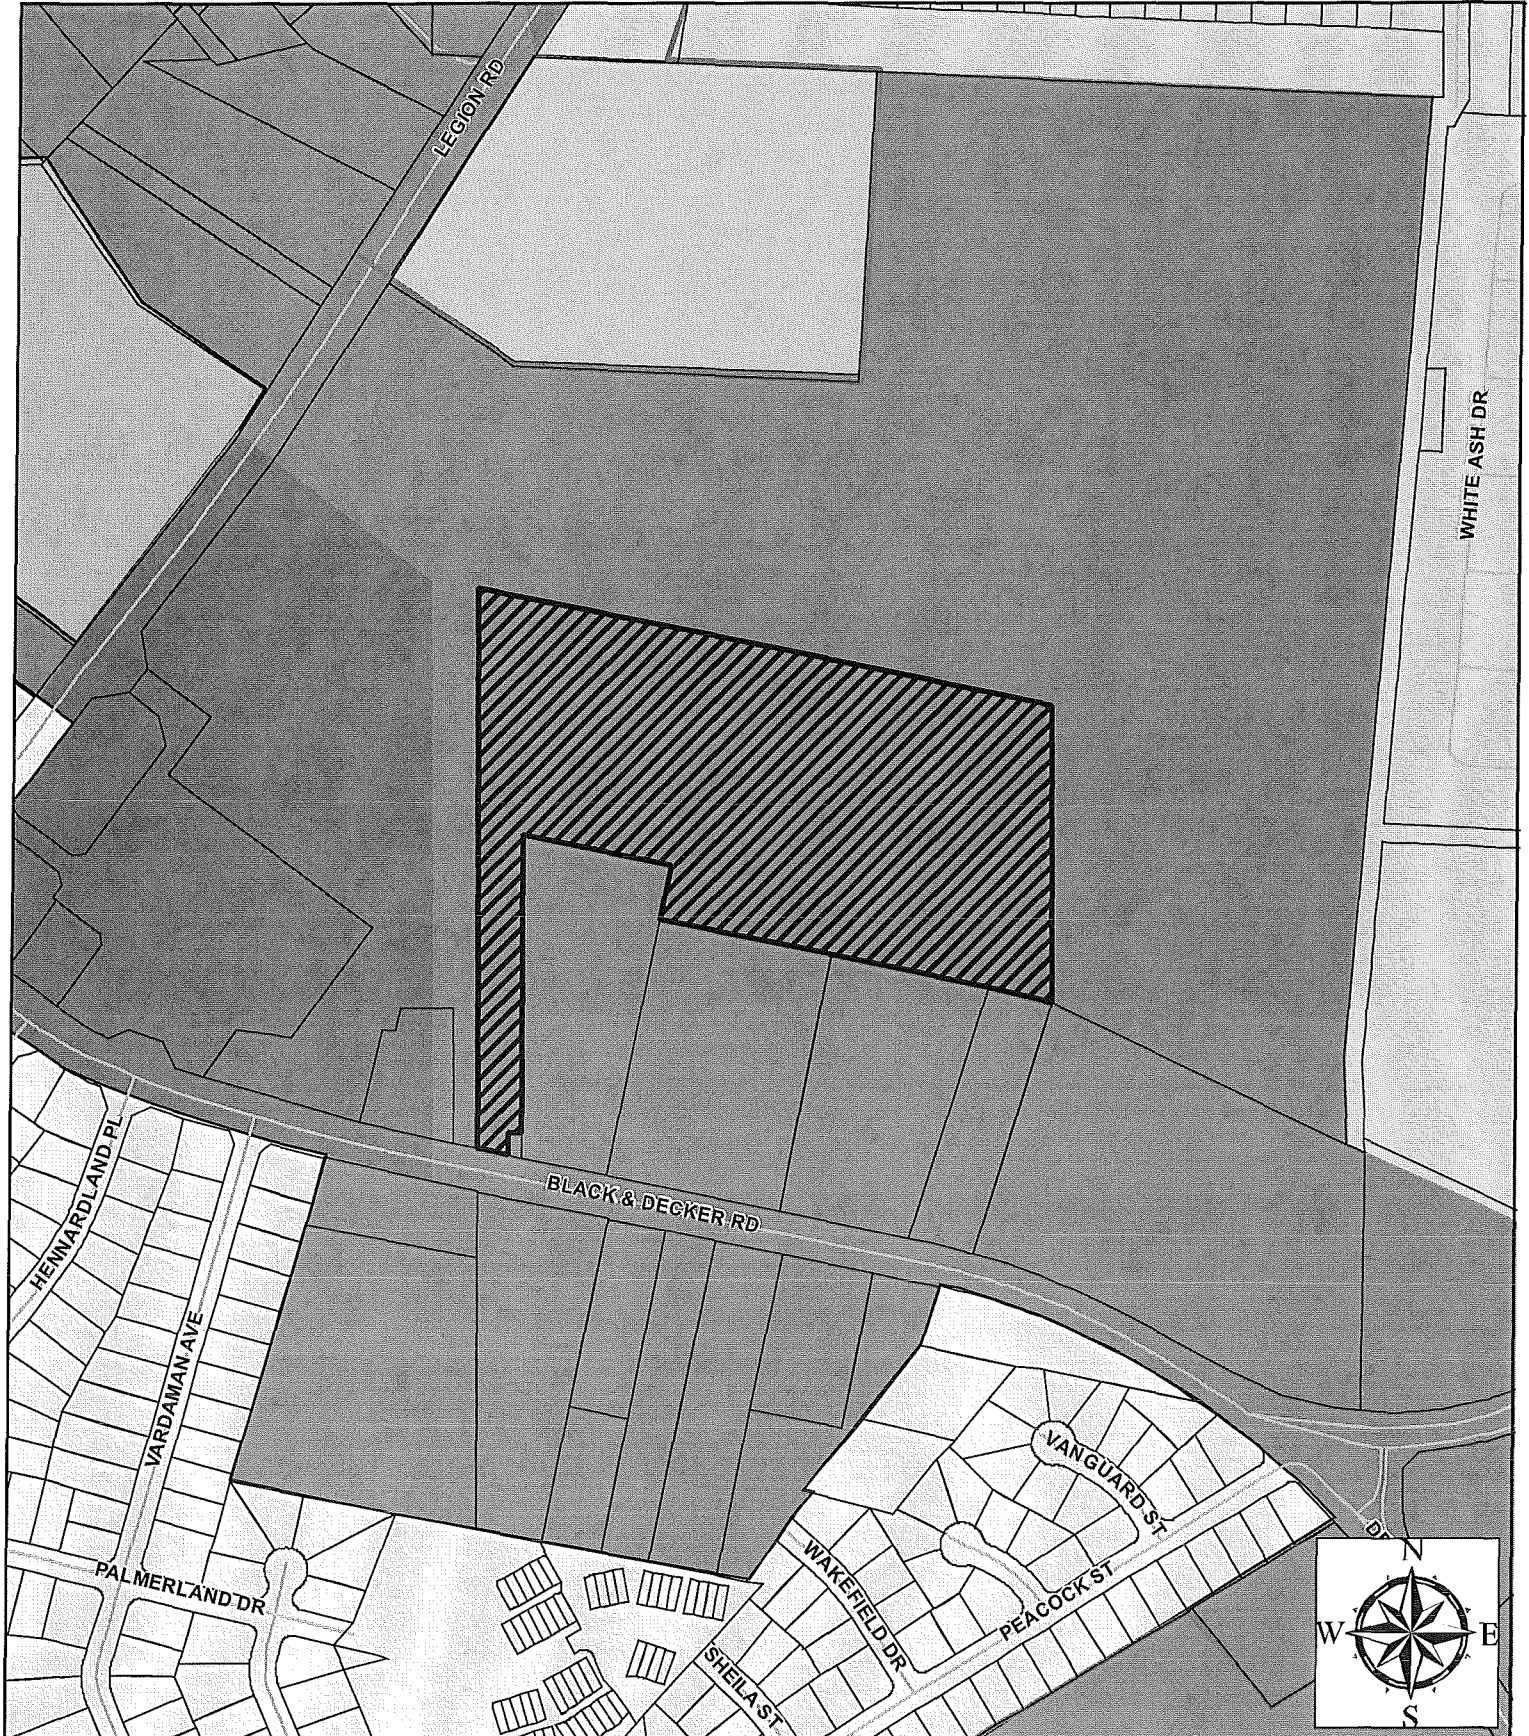 LEGION RD
WHITE ASH DR
BLACK & DECKER RD
HENNARDLAND PL
VARDAMAN AVE
VANGUARD ST
PALMERLAND DR
WAKEFIELD DR
PEACOCK ST
SHEILA ST
N
W
E
S